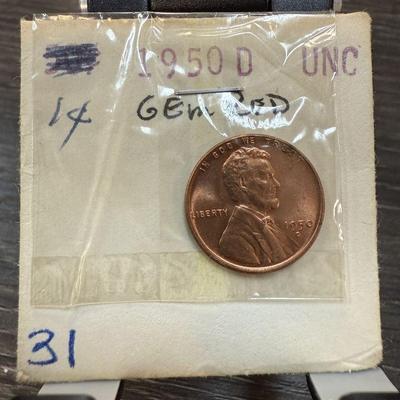 1950 D UNC
1¢ GEM RED
IN GOD WE TRUST
LIBERTY
1950
D
31